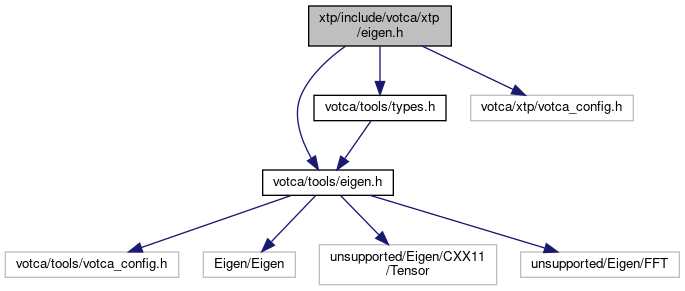 xtp/include/votca/xtp
/eigen.h
votca/tools/types.h
votca/xtp/votca_config.h
votca/tools/eigen.h
votca/tools/votca_config.h
Eigen/Eigen
unsupported/Eigen/CXX11
/Tensor
unsupported/Eigen/FFT